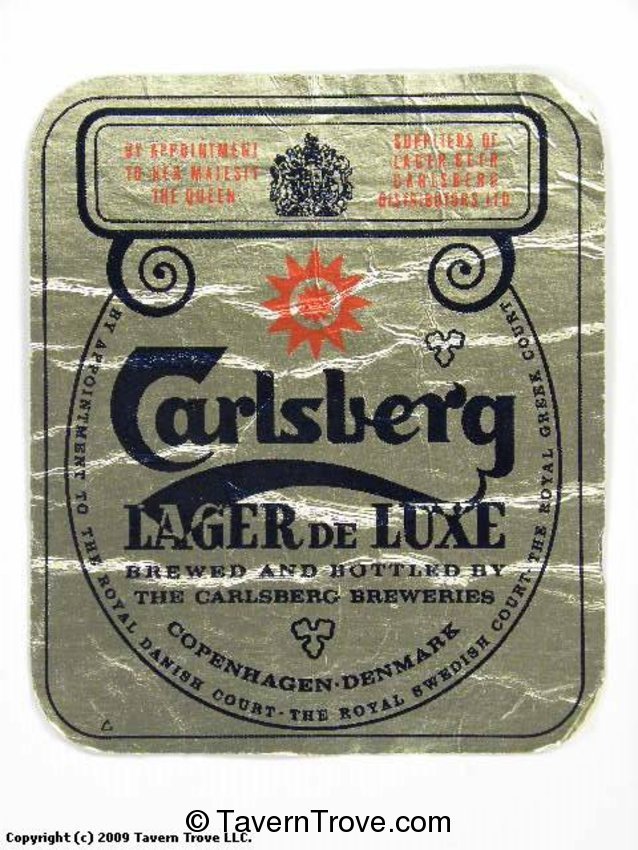 BY APPOINTMENT
TO HER MAJESTY
THE QUEEN
SUPPLIERS OF
LAGER BEER
CARLSBERG
DISTRIBUTORS LTD
Carlsberg
LAGER DE LUXE
BREWED AND BOTTLED BY
THE CARLSBERG BREWERIES
COPENHAGEN·DENMARK
BY APPOINTMENT TO THE ROYAL DANISH COURT·THE ROYAL SWEDISH COURT·THE ROYAL GREEK COURT
© TavernTrove.com
Copyright (c) 2009 Tavern Trove LLC.